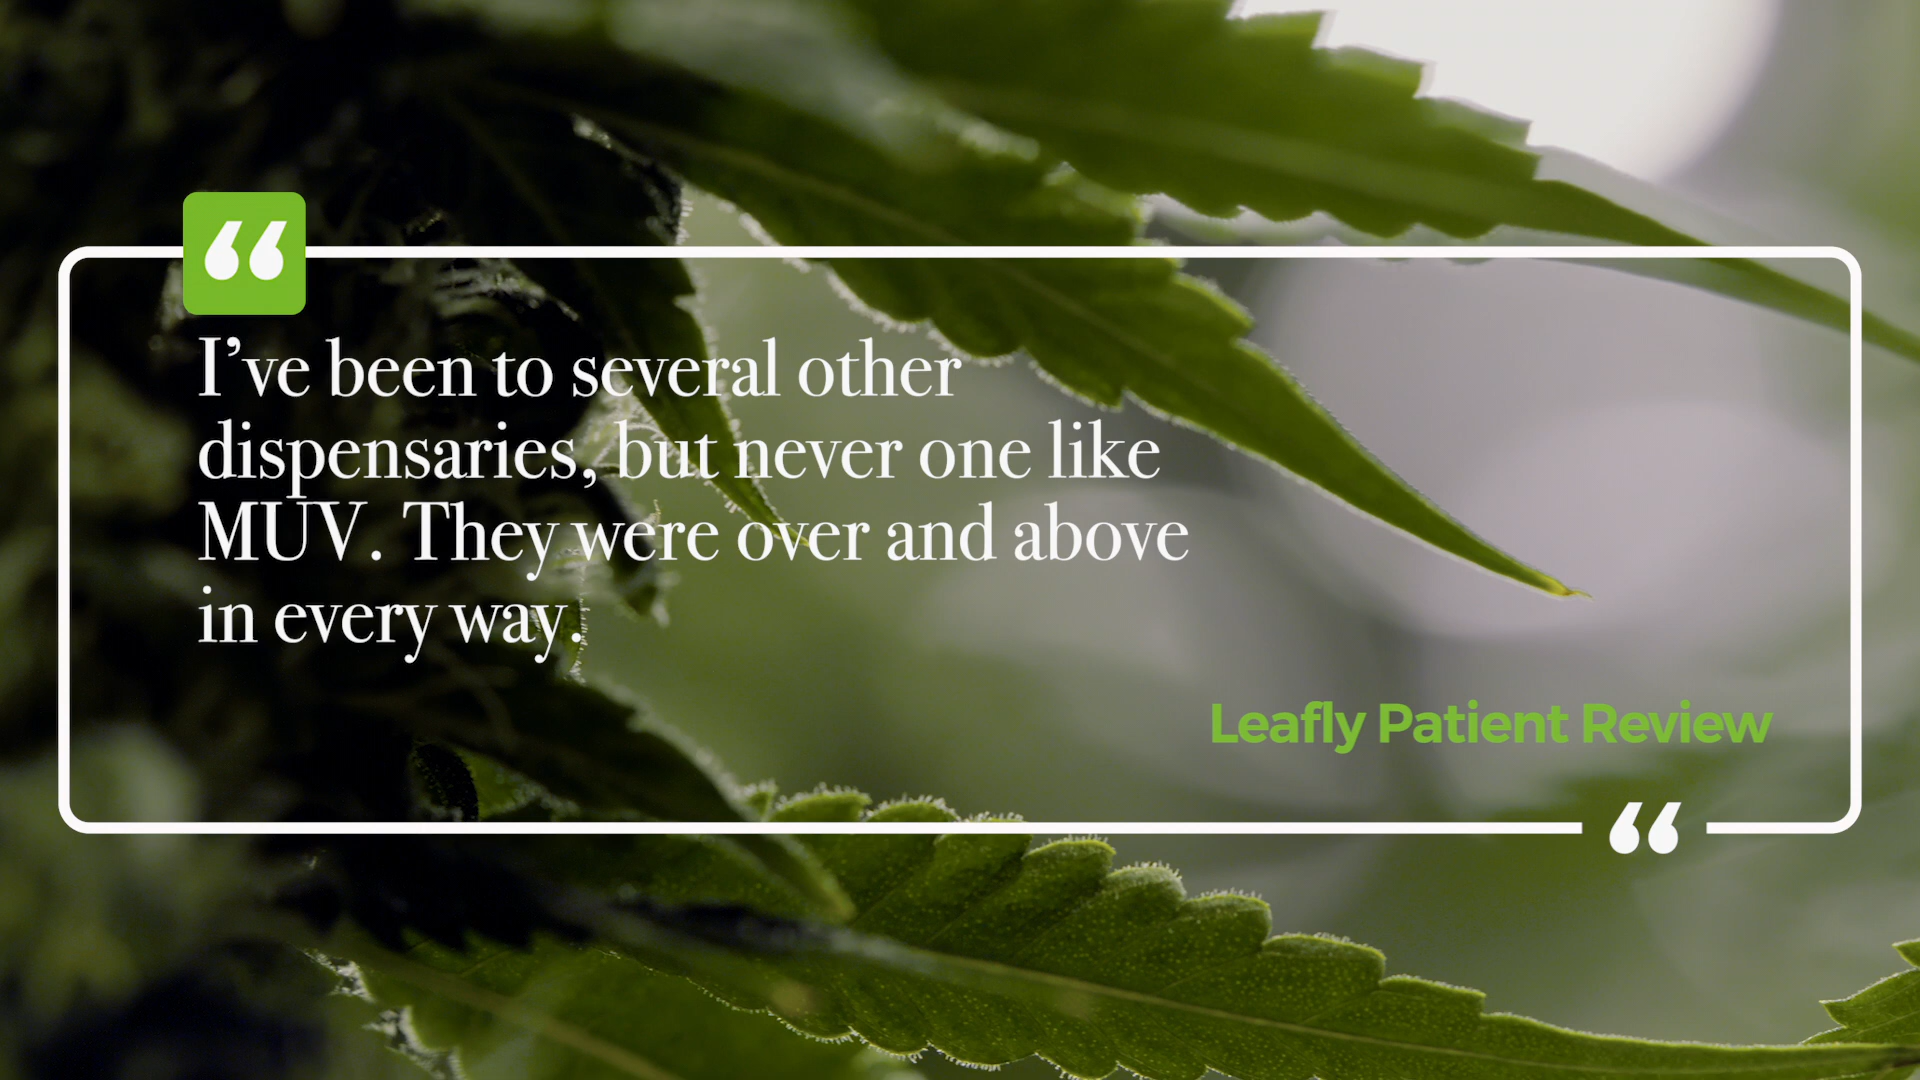 “
I’ve been to several other
dispensaries, but never one like
MUV. They were over and above
in every way.
Leafly Patient Review
“